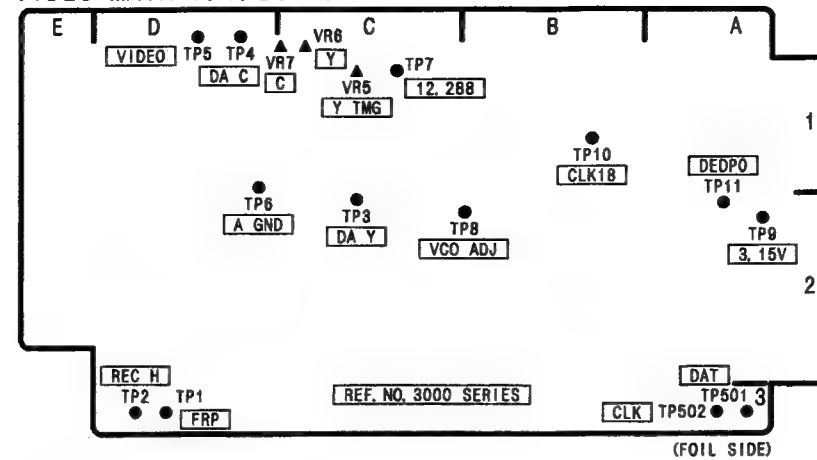 E D C B A
VIDEO TP5 TP4 VR7 VR6 TP7
DA C C Y VR5 12.288
Y TMG
1
TP10 DEDPO
CLK18 TP11
TP6 TP3 TP8 TP9
A GND DA Y VCO ADJ 3.15V
2
REC H DAT
TP2 TP1 REF. NO. 3000 SERIES TP501 3
FRP CLK TP502
(FOIL SIDE)